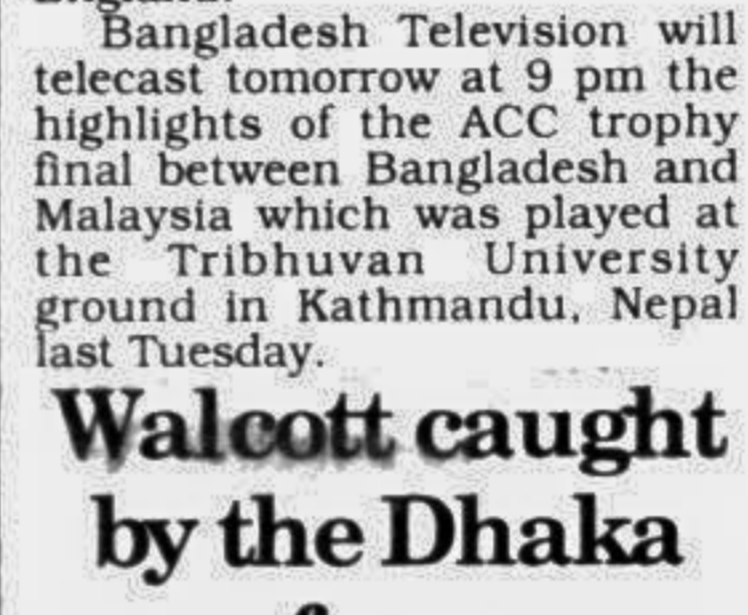 Bangladesh Television will
telecast tomorrow at 9 pm the
highlights of the ACC trophy
final between Bangladesh and
Malaysia which was played at
the Tribhuvan University
ground in Kathmandu, Nepal
last Tuesday.
Walcott caught
by the Dhaka